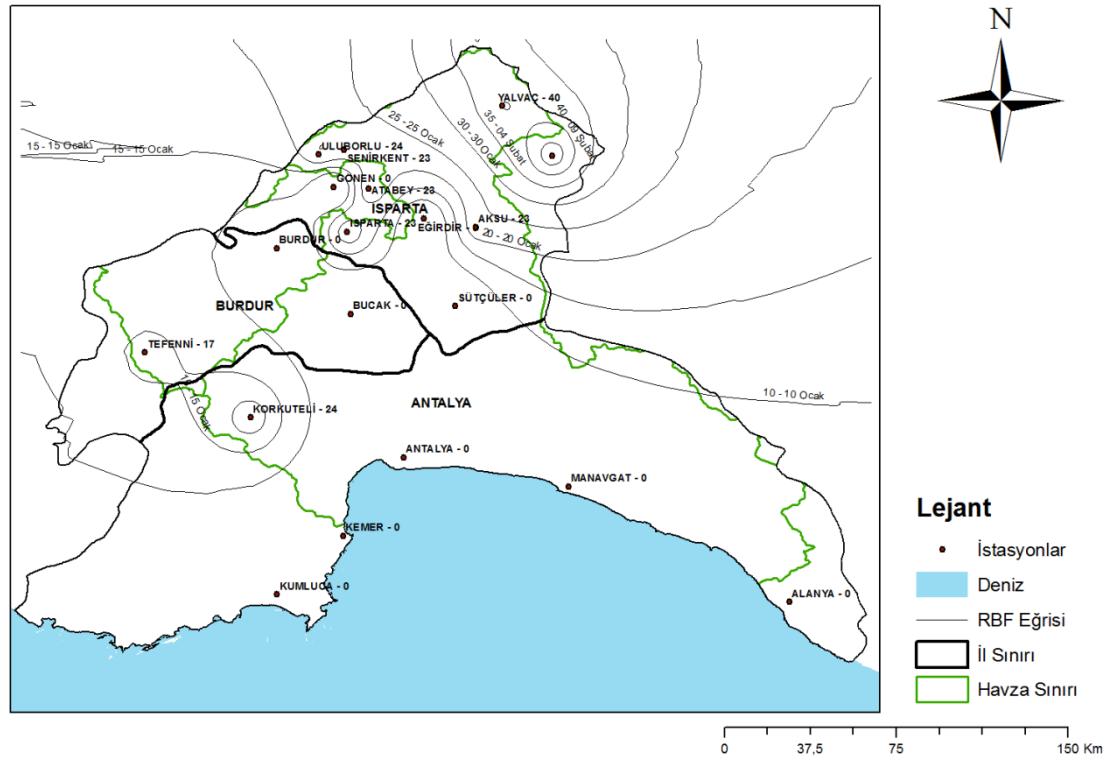 N
YALVAÇ - 40
40 - 09 Şubat
35 - 04 Şubat
30 - 30 Ocak
25 - 25 Ocak
15 - 15 Ocak
15 - 15 Ocak
ULUBORLU - 24
SENİRKENT - 23
GÖNEN - 0
ATABEY - 23
ISPARTA
ISPARTA - 23
EĞİRDİR -
AKSU - 23
20 - 20 Ocak
BURDUR - 0
BURDUR
BUCAK - 0
SÜTÇÜLER - 0
TEFENNİ - 17
15 Ocak
KORKUTELİ - 24
10 - 10 Ocak
ANTALYA
ANTALYA - 0
MANAVGAT - 0
KEMER - 0
KUMLUCA - 0
ALANYA - 0
Lejant
İstasyonlar
Deniz
RBF Eğrisi
İl Sınırı
Havza Sınırı
0 37,5 75 150 Km